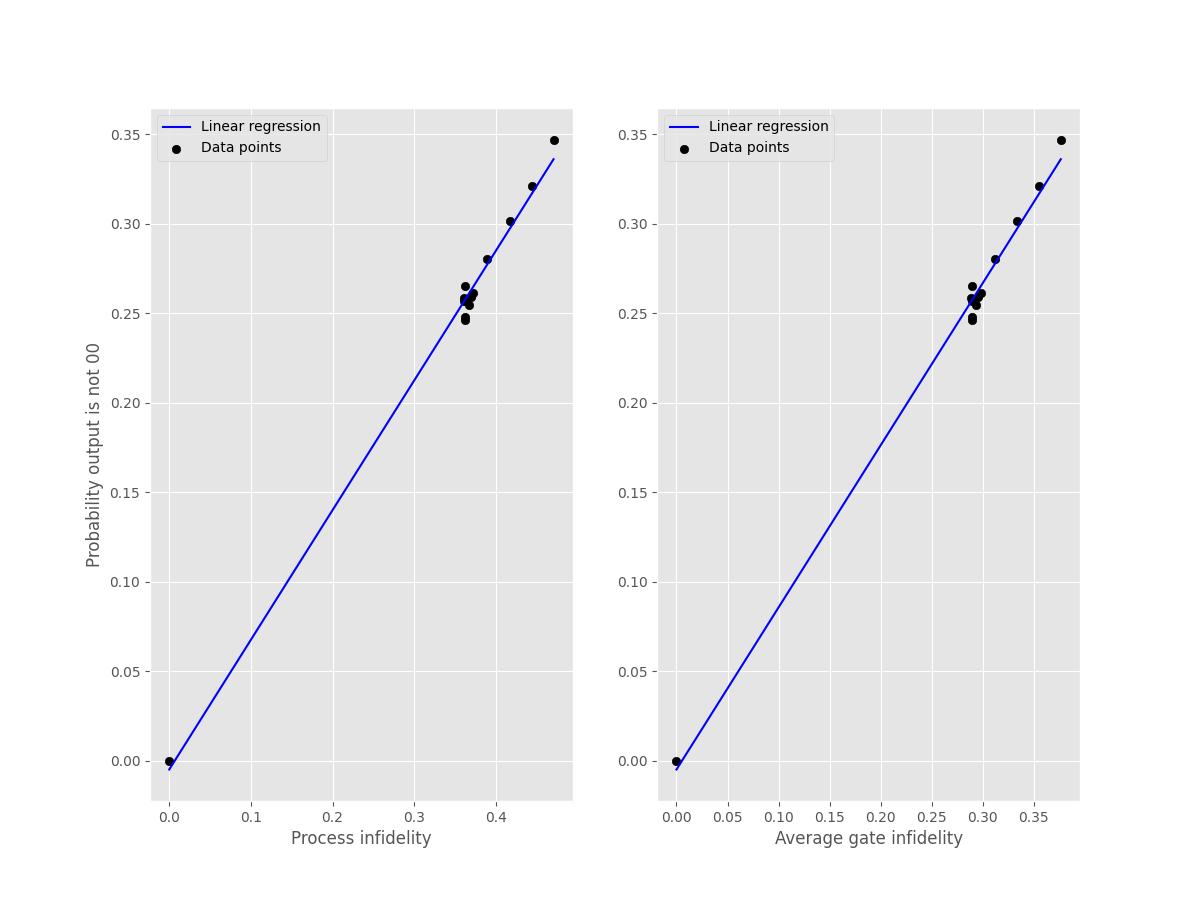 Linear regression
Data points
0.35
0.30
0.25
0.20
0.15
0.10
0.05
0.00
Probability output is not 00
0.0 0.1 0.2 0.3 0.4
Process infidelity
Linear regression
Data points
0.35
0.30
0.25
0.20
0.15
0.10
0.05
0.00
0.00 0.05 0.10 0.15 0.20 0.25 0.30 0.35
Average gate infidelity